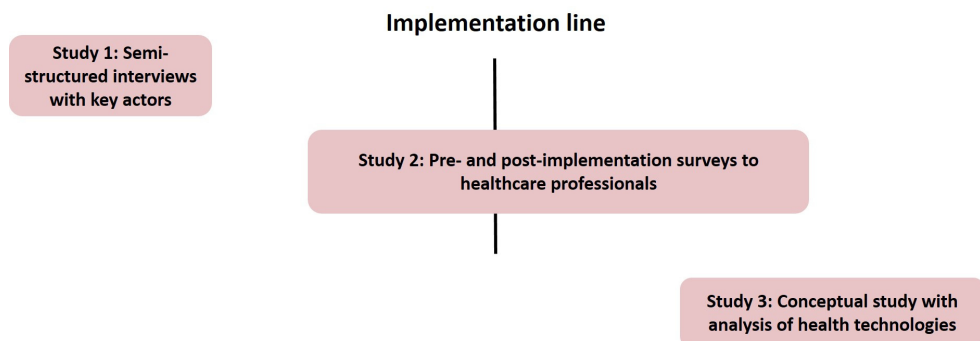 Implementation line
Study 1: Semi-
structured interviews
with key actors
Study 2: Pre- and post-implementation surveys to
healthcare professionals
Study 3: Conceptual study with
analysis of health technologies